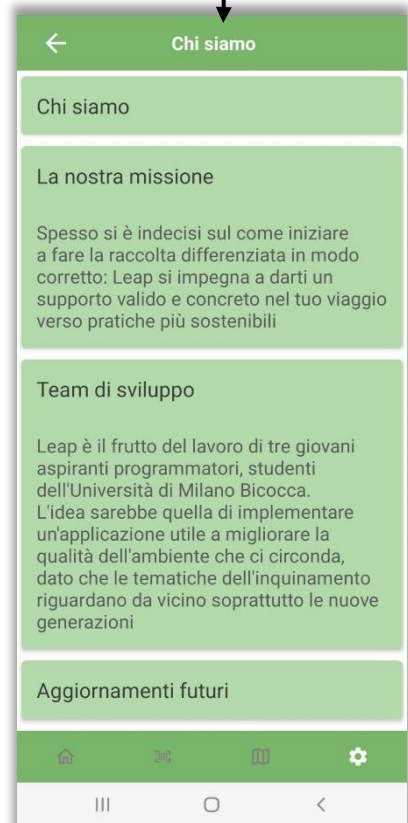 Chi siamo
Chi siamo
La nostra missione
Spesso si è indecisi sul come iniziare
a fare la raccolta differenziata in modo
corretto: Leap si impegna a darti un
supporto valido e concreto nel tuo viaggio
verso pratiche più sostenibili
Team di sviluppo
Leap è il frutto del lavoro di tre giovani
aspiranti programmatori, studenti
dell'Università di Milano Bicocca.
L'idea sarebbe quella di implementare
un'applicazione utile a migliorare la
qualità dell'ambiente che ci circonda,
dato che le tematiche dell'inquinamento
riguardano da vicino soprattutto le nuove
generazioni
Aggiornamenti futuri